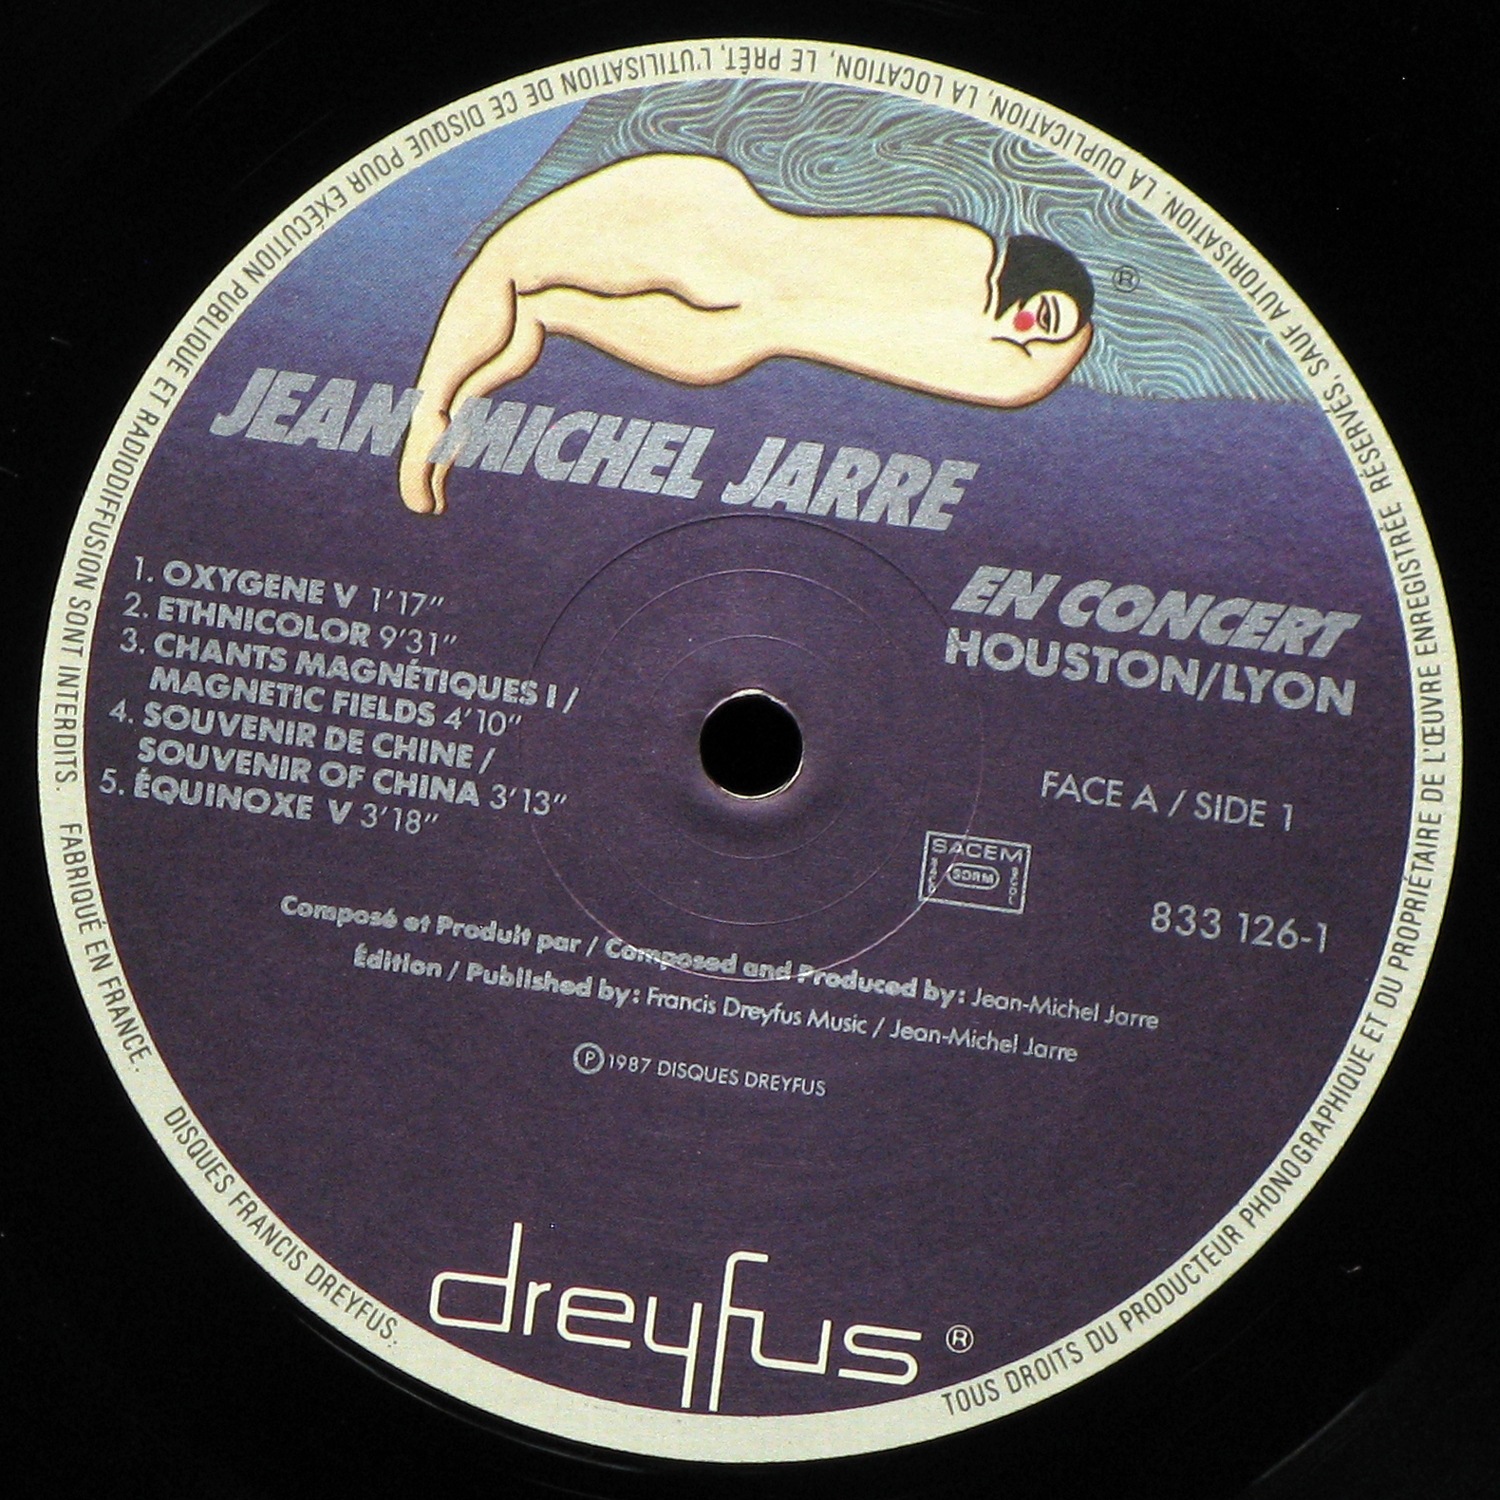 JEAN MICHEL JARRE
EN CONCERT
HOUSTON/LYON
1. OXYGENE V 1'17"
2. ETHNICOLOR 9'31"
3. CHANTS MAGNÉTIQUES I /
MAGNETIC FIELDS 4'10"
4. SOUVENIR DE CHINE /
SOUVENIR OF CHINA 3'13"
5. ÉQUINOXE V 3'18"
FACE A / SIDE 1
SACEM
SDRM
833 126-1
Composé et Produit par / Composed and Produced by: Jean-Michel Jarre
Édition / Published by: Francis Dreyfus Music / Jean-Michel Jarre
℗ 1987 DISQUES DREYFUS
dreyfus ®
®
TOUS DROITS DU PRODUCTEUR PHONOGRAPHIQUE ET DU PROPRIÉTAIRE DE L'ŒUVRE ENREGISTRÉE RÉSERVÉS, SAUF AUTORISATION, LA DUPLICATION, LA LOCATION, LE PRÊT, L'UTILISATION DE CE DISQUE POUR EXÉCUTION PUBLIQUE ET RADIODIFFUSION SONT INTERDITS. FABRIQUÉ EN FRANCE. DISQUES FRANCIS DREYFUS.